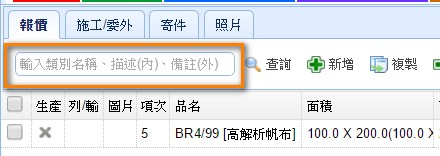 報價 施工/委外 寄件 照片
輸入類別名稱、描述(內)、備註(外) 查詢 新增 複製
生產 列/輸 圖片 項次 品名 面積
5 BR4/99 [高解析帆布] 100.0 X 200.0(100.0 X